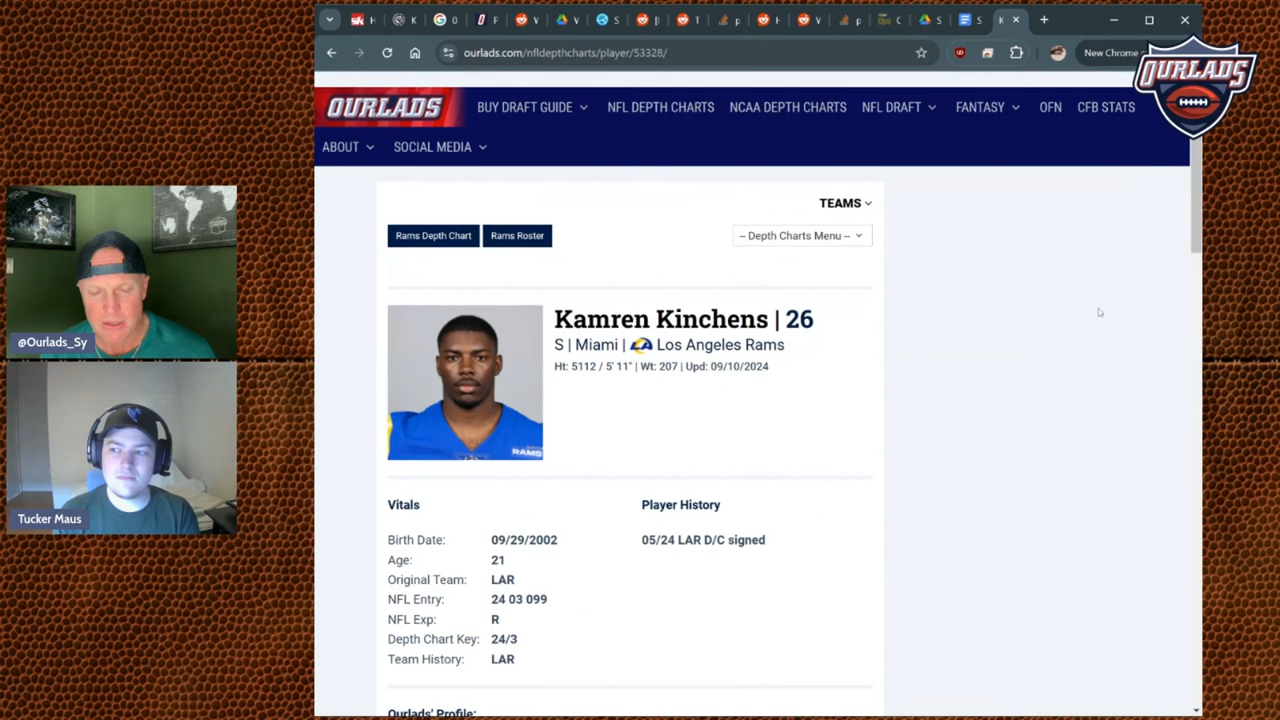 ourlads.com/nfldepthcharts/player/53328/
New Chrome
OURLADS
OURLADS
BUY DRAFT GUIDE
NFL DEPTH CHARTS
NCAA DEPTH CHARTS
NFL DRAFT
FANTASY
OFN
CFB STATS
ABOUT
SOCIAL MEDIA
TEAMS
Rams Depth Chart
Rams Roster
-- Depth Charts Menu --
Kamren Kinchens | 26
S | Miami | Los Angeles Rams
Ht: 5112 / 5' 11" | Wt: 207 | Upd: 09/10/2024
RAMS
@Ourlads_Sy
Tucker Maus
Vitals
Player History
Birth Date: 09/29/2002
05/24 LAR D/C signed
Age: 21
Original Team: LAR
NFL Entry: 24 03 099
NFL Exp: R
Depth Chart Key: 24/3
Team History: LAR
Ourlads' Profile: